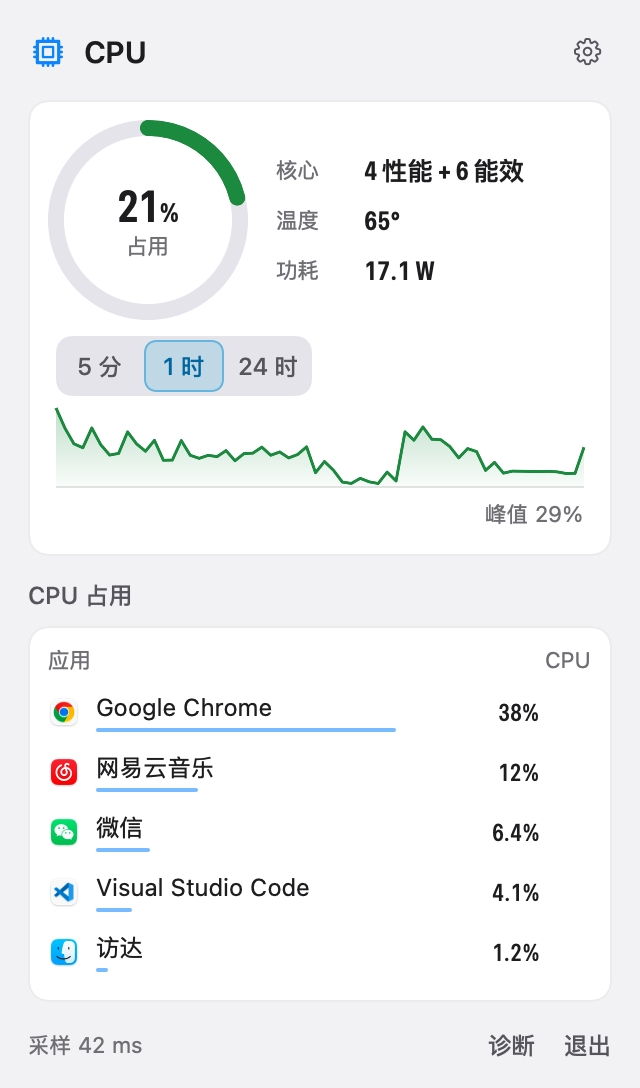 CPU
21%
占用
核心 4 性能 + 6 能效
温度 65°
功耗 17.1 W
5 分 1 时 24 时
峰值 29%
CPU 占用
应用 CPU
Google Chrome 38%
网易云音乐 12%
微信 6.4%
Visual Studio Code 4.1%
访达 1.2%
采样 42 ms 诊断 退出